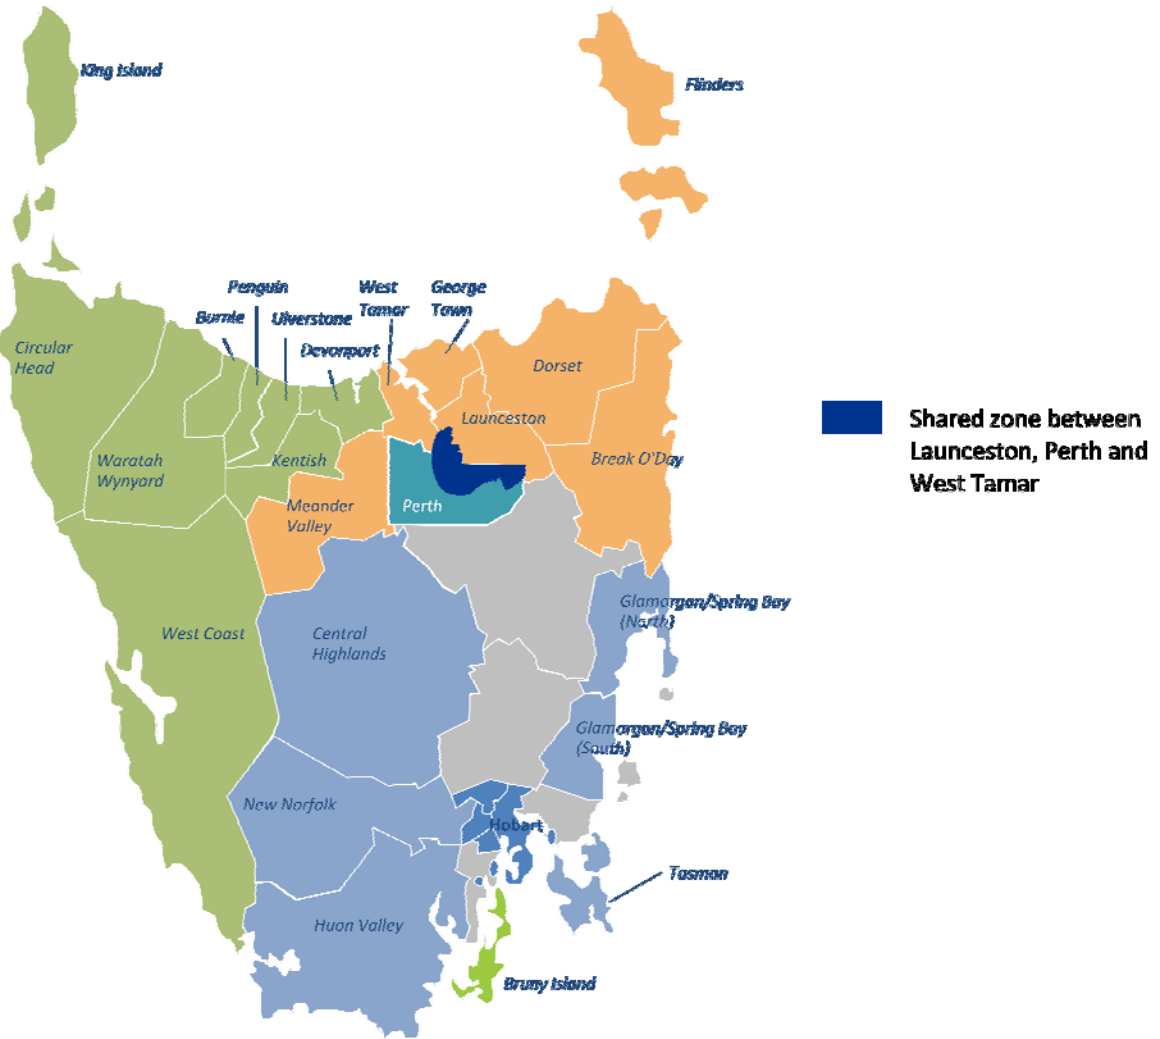 King Island
Flinders
Penguin
West
Tamar
George
Town
Burnie
Ulverstone
Devonport
Circular
Head
Dorset
Launceston
Shared zone between
Launceston, Perth and
West Tamar
Waratah
Wynyard
Kentish
Break O'Day
Meander
Valley
Perth
Glamorgan/Spring Bay
(North)
West Coast
Central
Highlands
Glamorgan/Spring Bay
(South)
New Norfolk
Hobart
Tasman
Huon Valley
Bruny Island